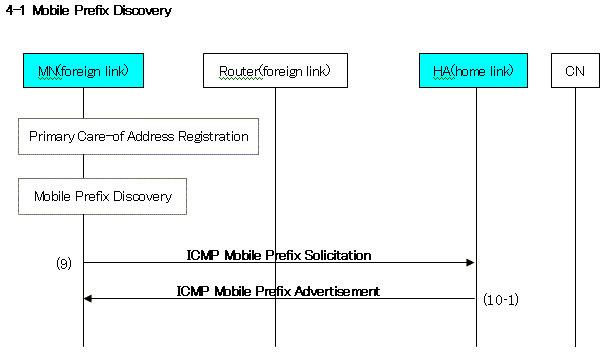 4-1 Mobile Prefix Discovery
MN(foreign link)
Router(foreign link)
HA(home link)
CN
Primary Care-of Address Registration
Mobile Prefix Discovery
(9)
ICMP Mobile Prefix Solicitation
ICMP Mobile Prefix Advertisement
(10-1)